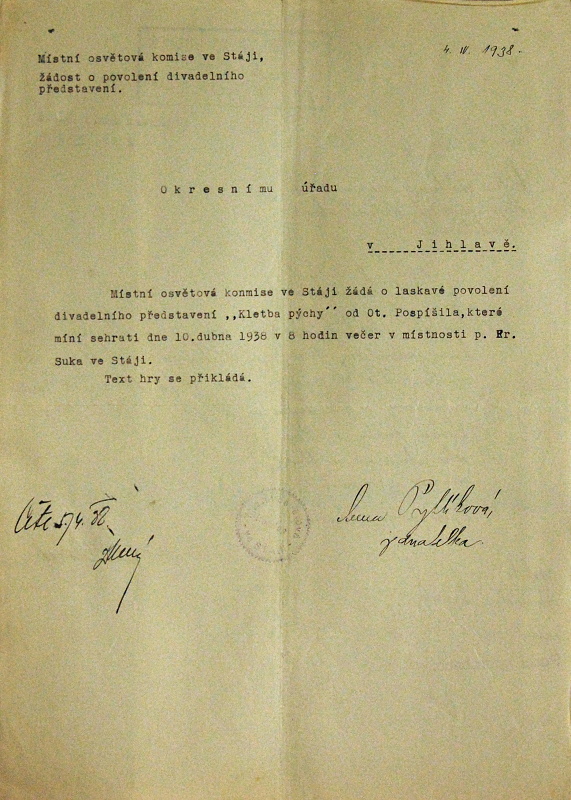 4. IV. 1938.
Místní osvětová komise ve Stáji,
žádost o povolení divadelního
představení.
Okresnímu úřadu
v Jihlavě.
Místní osvětová konmise ve Stáji žádá o laskavé povolení
divadelního představení ,,Kletba pýchy´´ od Ot. Pospíšila,které
míní sehrati dne 10.dubna 1938 v 8 hodin večer v místnosti p. Fr.
Suka ve Stáji.
Text hry se přikládá.
Pytlíková,
jednatelka.